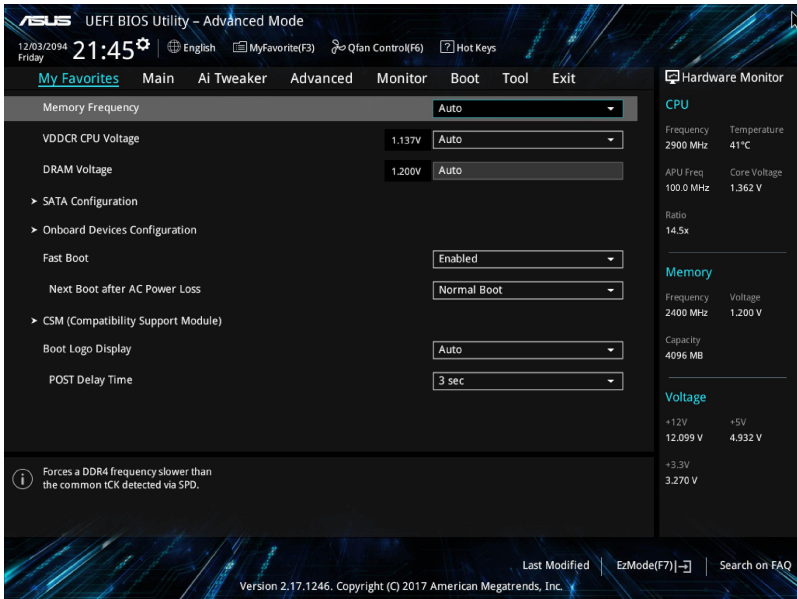 ASUS UEFI BIOS Utility – Advanced Mode
12/03/2094
Friday
21:45
English MyFavorite(F3) Qfan Control(F6) ? Hot Keys
My Favorites Main Ai Tweaker Advanced Monitor Boot Tool Exit
Memory Frequency Auto
VDDCR CPU Voltage 1.137V Auto
DRAM Voltage 1.200V Auto
> SATA Configuration
> Onboard Devices Configuration
Fast Boot Enabled
Next Boot after AC Power Loss Normal Boot
> CSM (Compatibility Support Module)
Boot Logo Display Auto
POST Delay Time 3 sec
i
Forces a DDR4 frequency slower than
the common tCK detected via SPD.
Hardware Monitor
CPU
Frequency Temperature
2900 MHz 41°C
APU Freq Core Voltage
100.0 MHz 1.362 V
Ratio
14.5x
Memory
Frequency Voltage
2400 MHz 1.200 V
Capacity
4096 MB
Voltage
+12V +5V
12.099 V 4.932 V
+3.3V
3.270 V
Last Modified EzMode(F7) Search on FAQ
Version 2.17.1246. Copyright (C) 2017 American Megatrends, Inc.